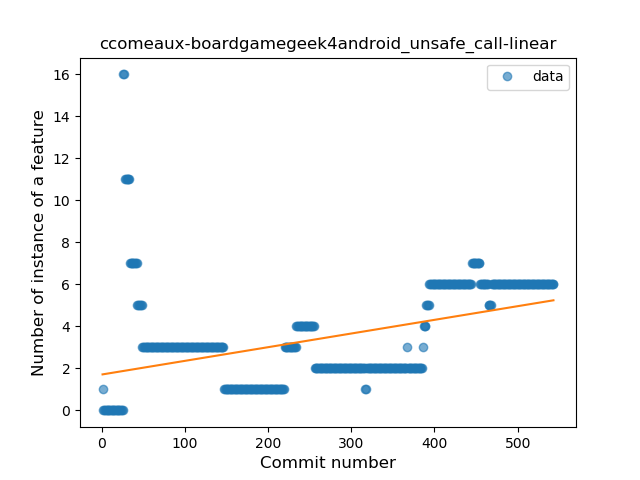 ccomeaux-boardgamegeek4android_unsafe_call-linear
data
Number of instance of a feature
16
14
12
10
8
6
4
2
0
0 100 200 300 400 500
Commit number